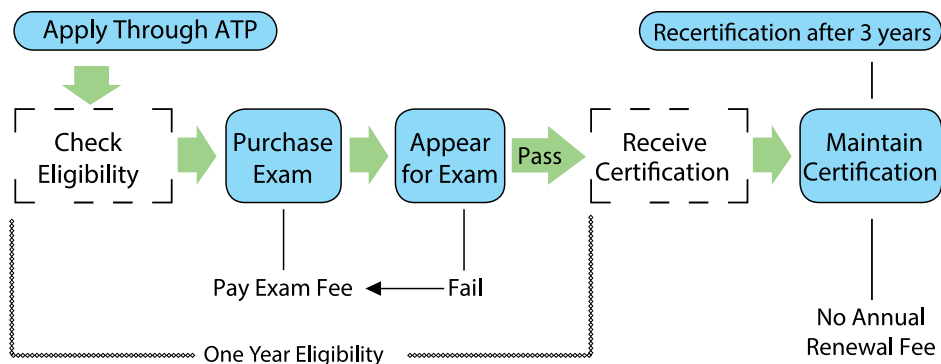 Apply Through ATP
Recertification after 3 years
Check
Eligibility
Purchase
Exam
Appear
for Exam
Pass
Receive
Certification
Maintain
Certification
Pay Exam Fee
Fail
No Annual
Renewal Fee
One Year Eligibility